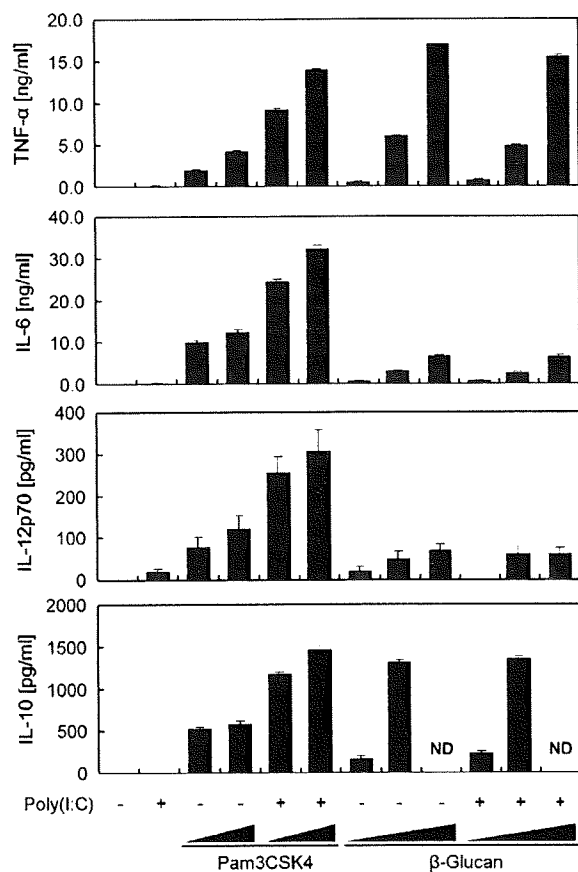 TNF-α [ng/ml]
20.0
15.0
10.0
5.0
0.0
IL-6 [ng/ml]
40.0
30.0
20.0
10.0
0.0
IL-12p70 [pg/ml]
400
300
200
100
0
IL-10 [pg/ml]
2000
1500
1000
500
0
ND ND
Poly(I:C) - + - - + + - - - + + +
Pam3CSK4 β-Glucan